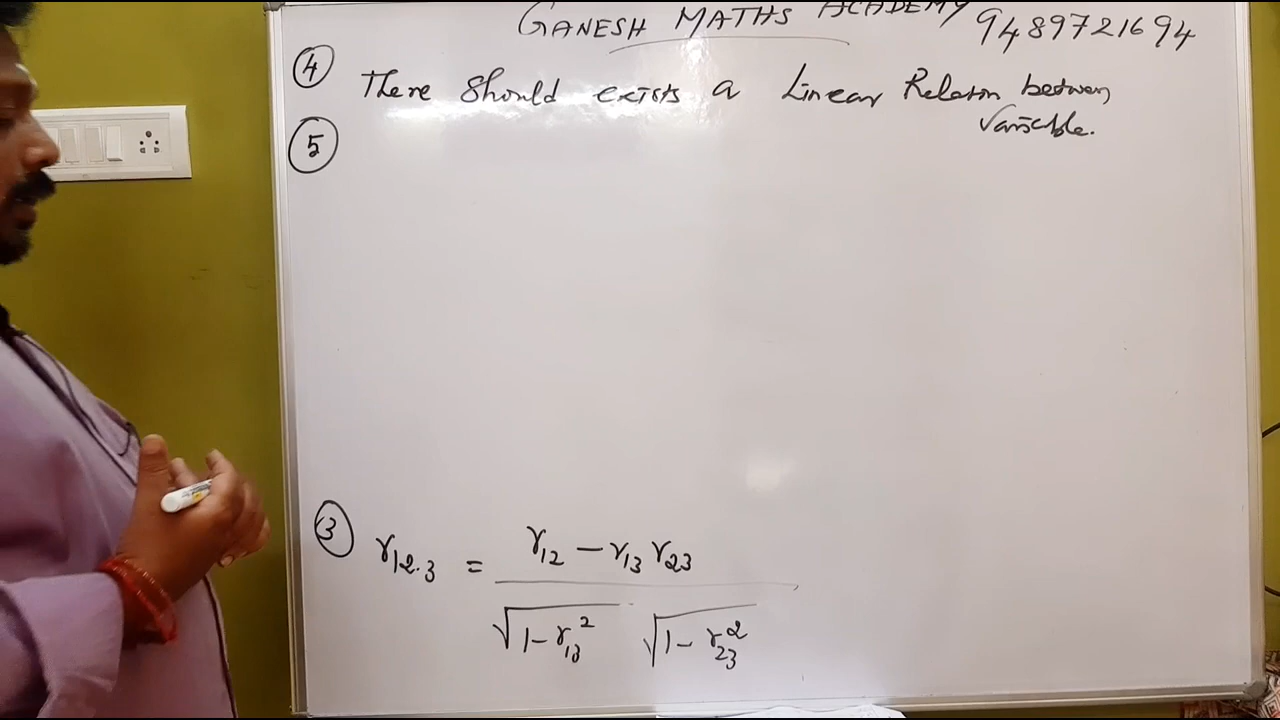 GANESH MATHS ACADEMY 9489721694
④ There Should exists a Linear Relation between
Variable.
⑤
③ r₁₂.₃ = (r₁₂ − r₁₃ r₂₃) / (√(1−r₁₃²) √(1−r₂₃²))